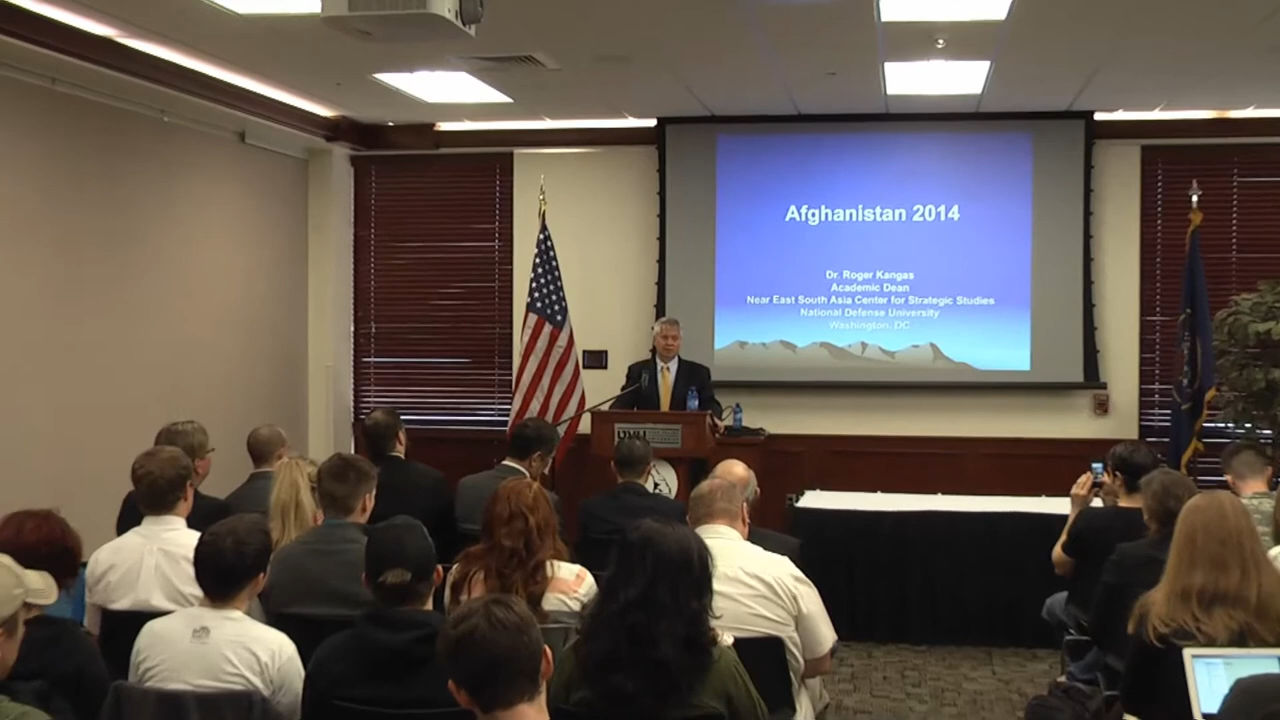 Afghanistan 2014
Dr. Roger Kangas
Academic Dean
Near East South Asia Center for Strategic Studies
National Defense University
Washington, DC
UVU